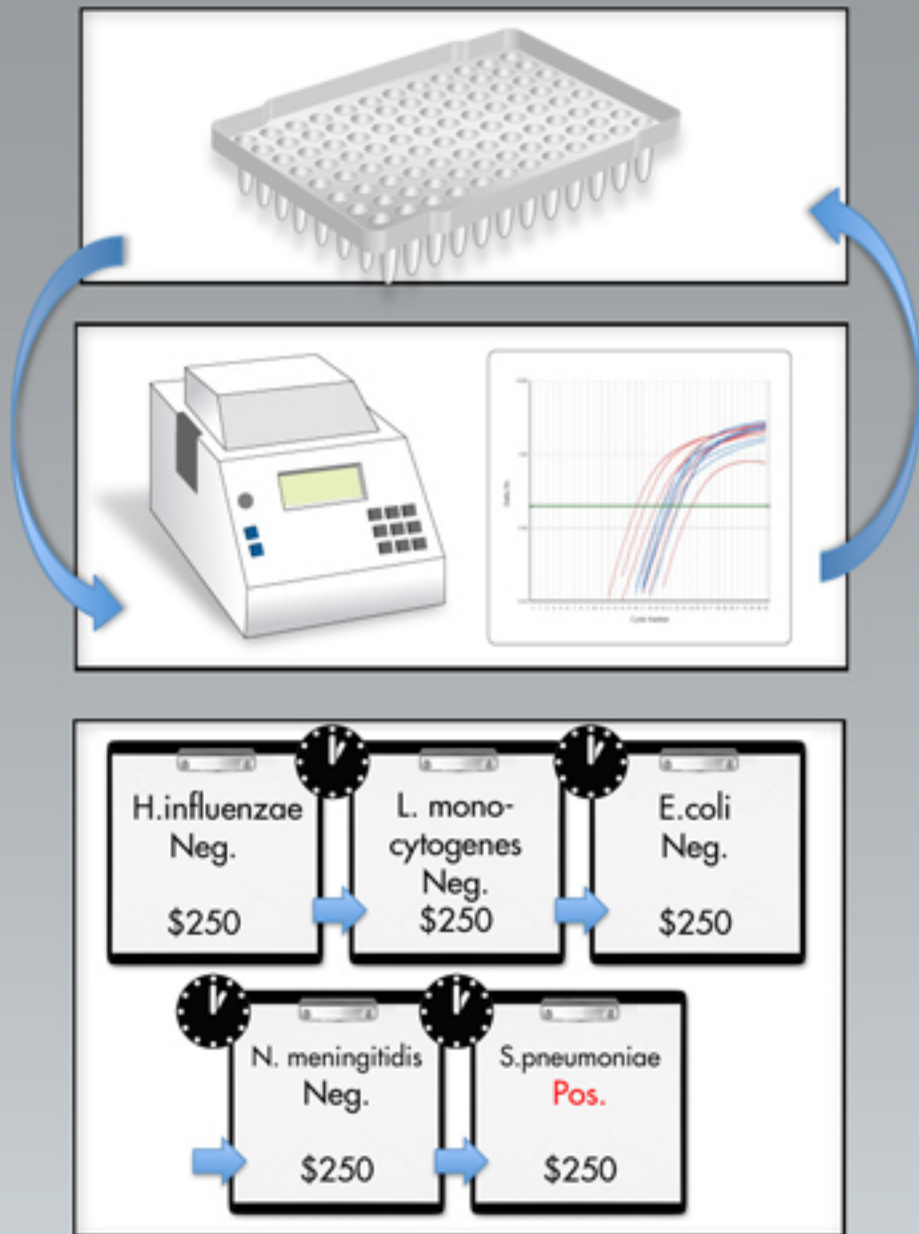 H.influenzae
Neg.
$250
L. mono-
cytogenes
Neg.
$250
E.coli
Neg.
$250
N. meningitidis
Neg.
$250
S.pneumoniae
Pos.
$250